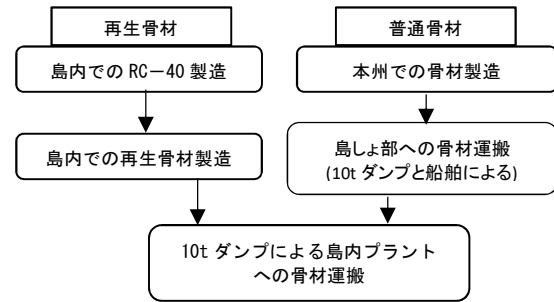 再生骨材
普通骨材
島内での RC－40 製造
本州での骨材製造
島内での再生骨材製造
島しょ部への骨材運搬
(10t ダンプと船舶による)
10t ダンプによる島内プラント
への骨材運搬